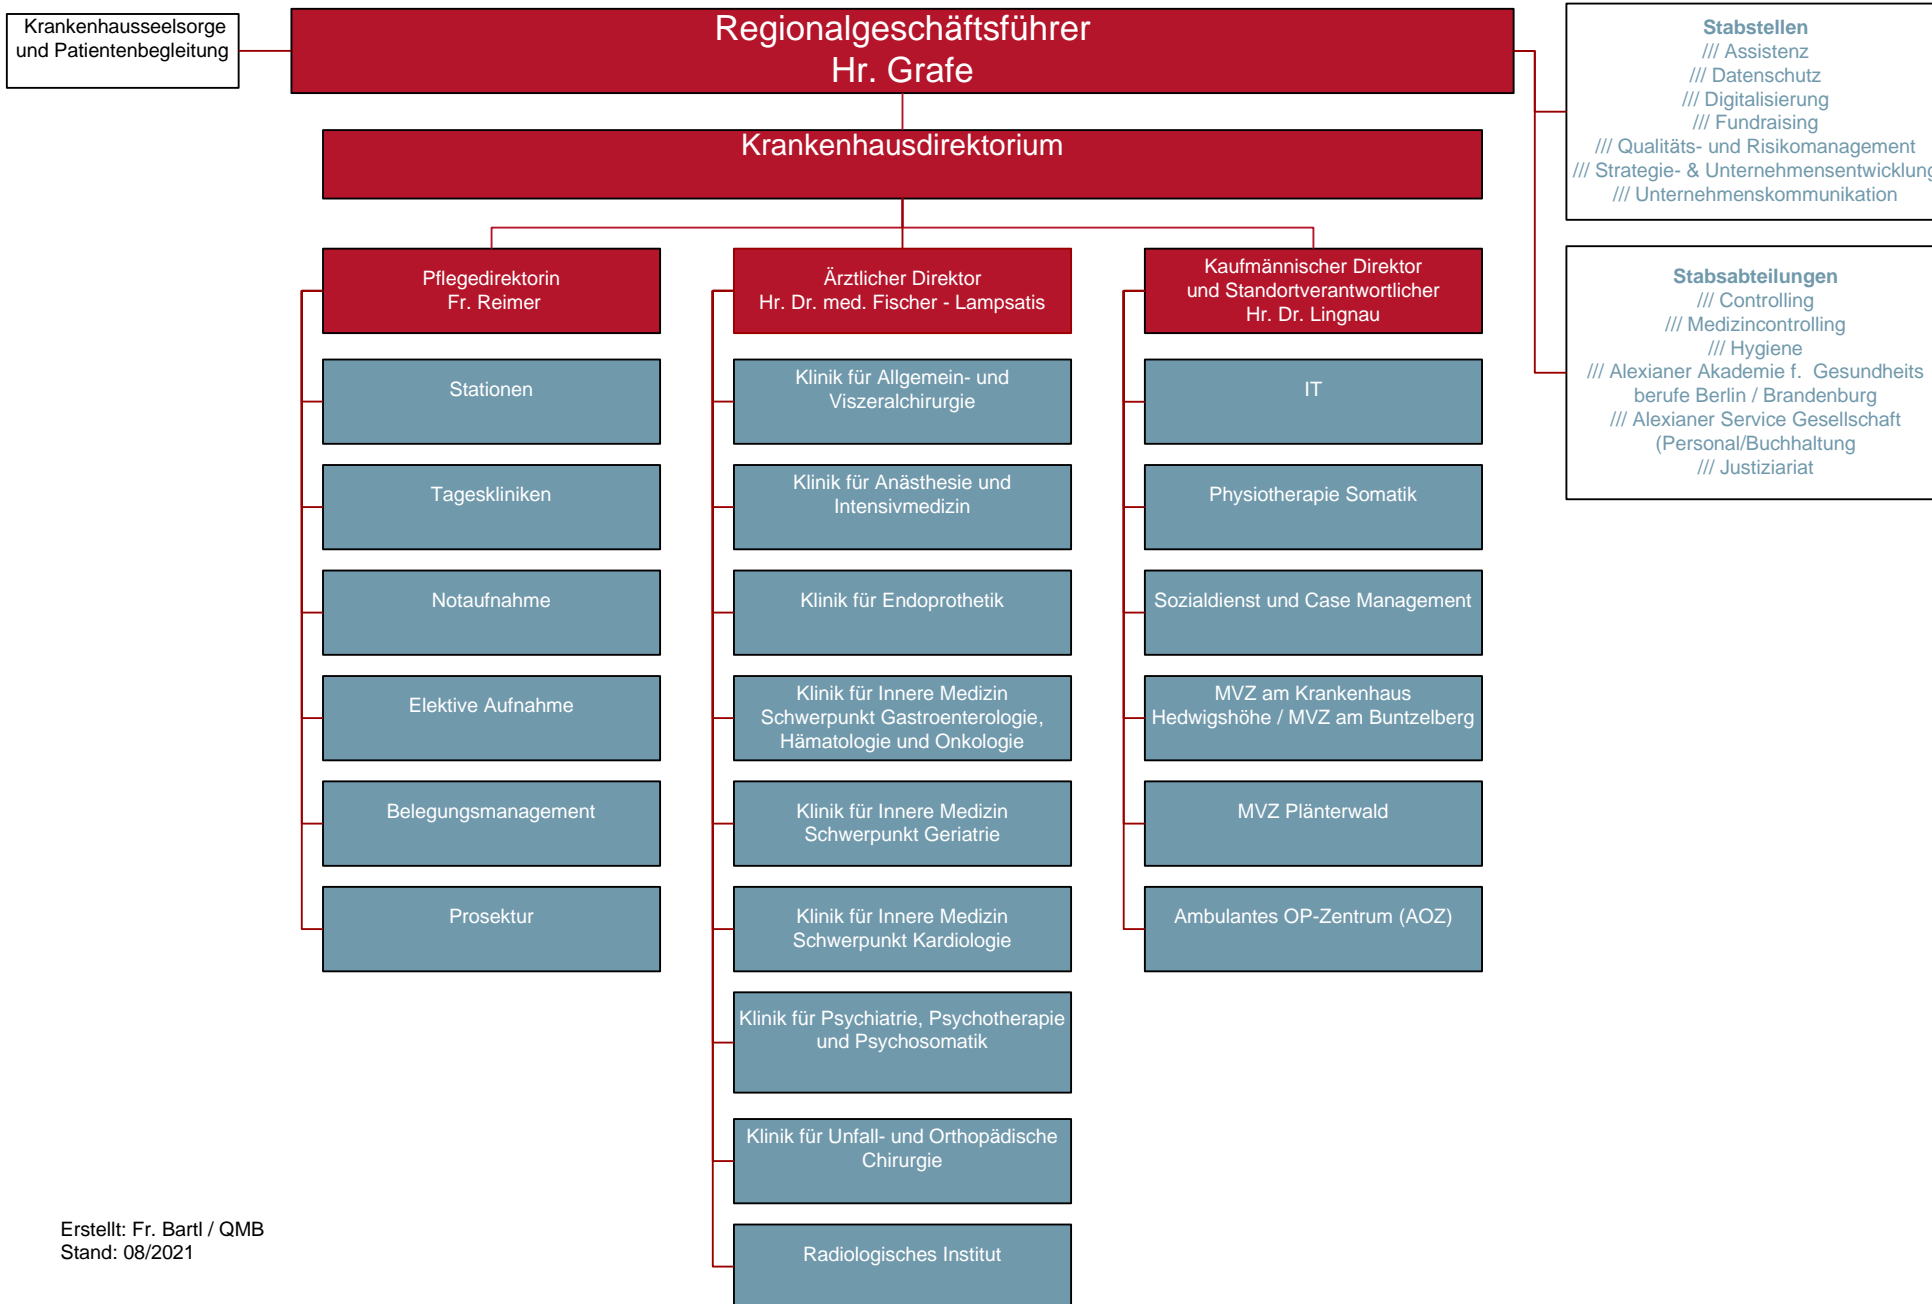 Krankenhausseelsorge
und Patientenbegleitung
Regionalgeschäftsführer
Hr. Grafe
Stabstellen
/// Assistenz
/// Datenschutz
/// Digitalisierung
/// Fundraising
/// Qualitäts- und Risikomanagement
/// Strategie- & Unternehmensentwicklung
/// Unternehmenskommunikation
Krankenhausdirektorium
Stabsabteilungen
/// Controlling
/// Medizincontrolling
/// Hygiene
/// Alexianer Akademie f.  Gesundheits
berufe Berlin / Brandenburg
/// Alexianer Service Gesellschaft
(Personal/Buchhaltung
/// Justiziariat
Pflegedirektorin
Fr. Reimer
Stationen
Tageskliniken
Notaufnahme
Elektive Aufnahme
Belegungsmanagement
Prosektur
Ärztlicher Direktor
Hr. Dr. med. Fischer - Lampsatis
Klinik für Allgemein- und
Viszeralchirurgie
Klinik für Anästhesie und
Intensivmedizin
Klinik für Endoprothetik
Klinik für Innere Medizin
Schwerpunkt Gastroenterologie,
Hämatologie und Onkologie
Klinik für Innere Medizin
Schwerpunkt Geriatrie
Klinik für Innere Medizin
Schwerpunkt Kardiologie
Klinik für Psychiatrie, Psychotherapie
und Psychosomatik
Klinik für Unfall- und Orthopädische
Chirurgie
Radiologisches Institut
Kaufmännischer Direktor
und Standortverantwortlicher
Hr. Dr. Lingnau
IT
Physiotherapie Somatik
Sozialdienst und Case Management
MVZ am Krankenhaus
Hedwigshöhe / MVZ am Buntzelberg
MVZ Plänterwald
Ambulantes OP-Zentrum (AOZ)
Erstellt: Fr. Bartl / QMB
Stand: 08/2021